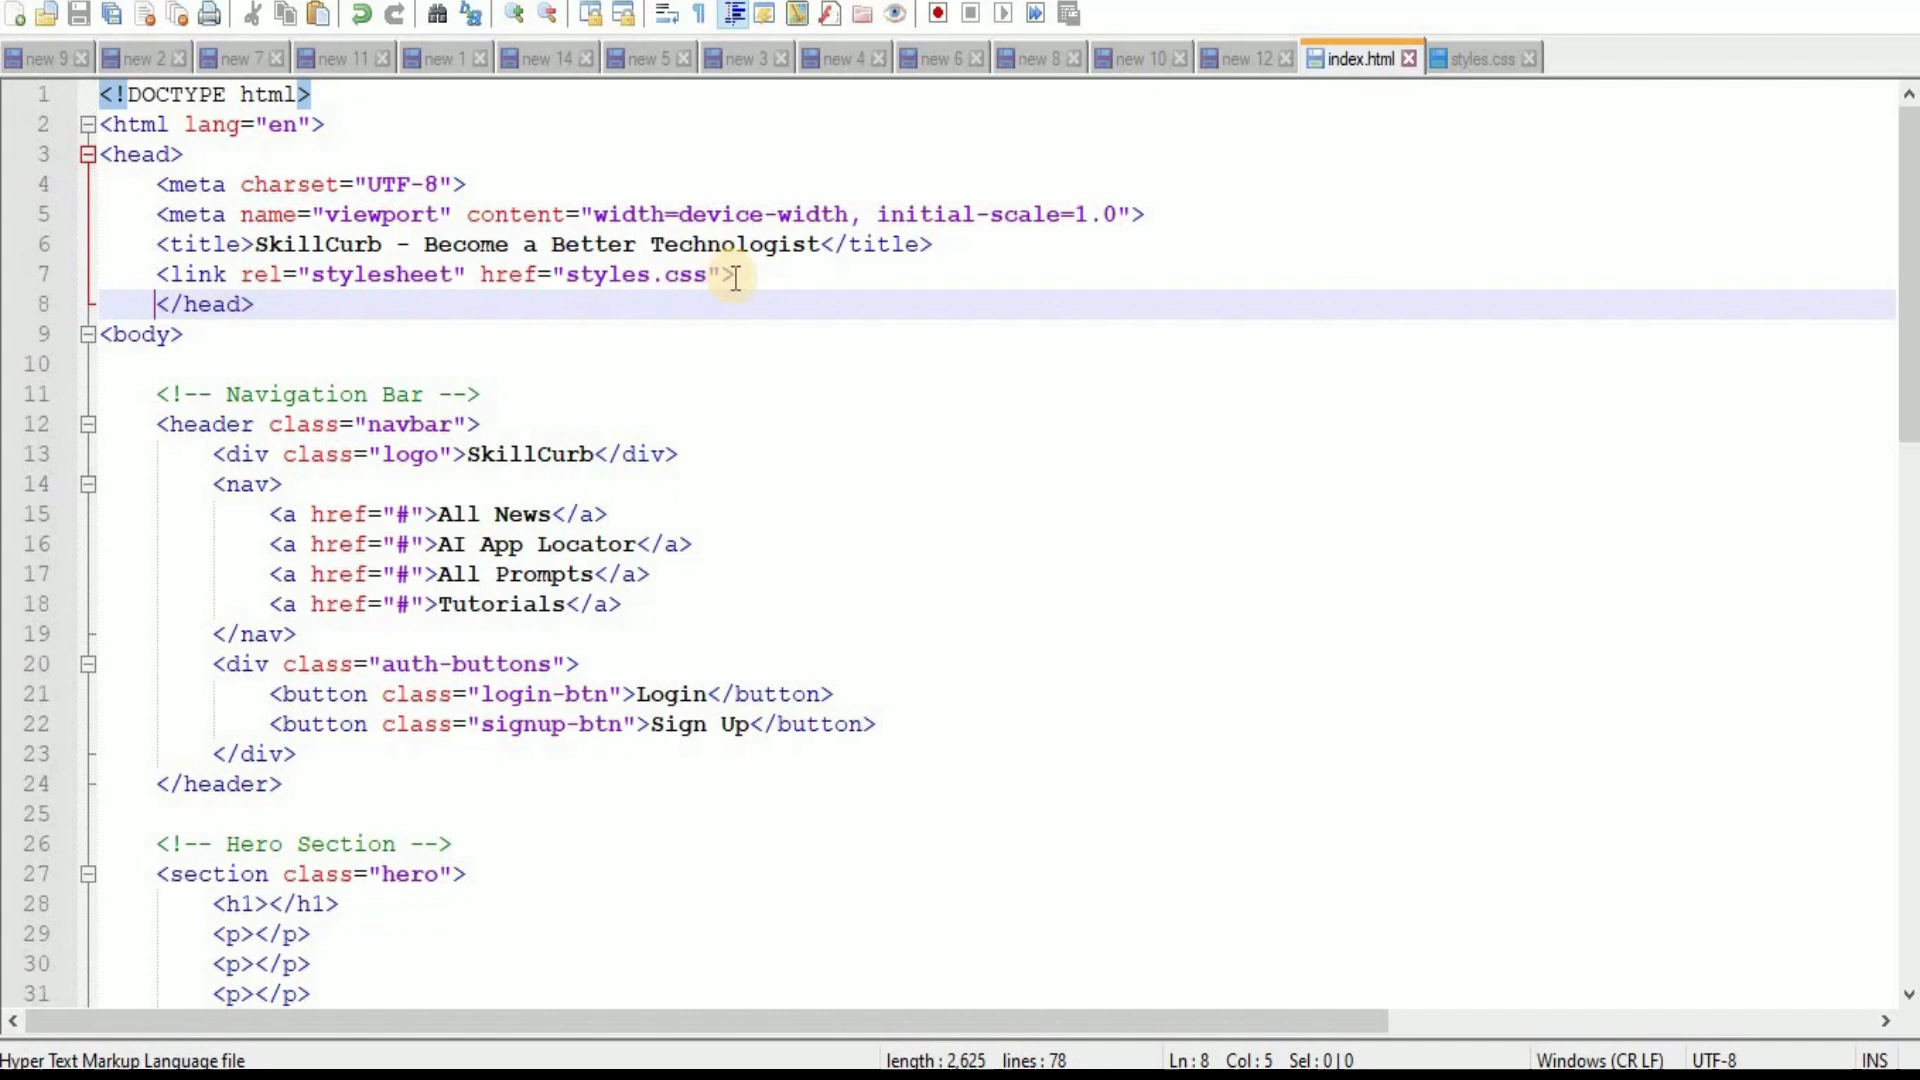 new 9 new 2 new 7 new 11 new 1 new 14 new 5 new 3 new 4 new 6 new 8 new 10 new 12 index.html styles.css
1 <!DOCTYPE html>
2 <html lang="en">
3 <head>
4 <meta charset="UTF-8">
5 <meta name="viewport" content="width=device-width, initial-scale=1.0">
6 <title>SkillCurb - Become a Better Technologist</title>
7 <link rel="stylesheet" href="styles.css">
8 </head>
9 <body>
10
11 <!-- Navigation Bar -->
12 <header class="navbar">
13 <div class="logo">SkillCurb</div>
14 <nav>
15 <a href="#">All News</a>
16 <a href="#">AI App Locator</a>
17 <a href="#">All Prompts</a>
18 <a href="#">Tutorials</a>
19 </nav>
20 <div class="auth-buttons">
21 <button class="login-btn">Login</button>
22 <button class="signup-btn">Sign Up</button>
23 </div>
24 </header>
25
26 <!-- Hero Section -->
27 <section class="hero">
28 <h1></h1>
29 <p></p>
30 <p></p>
31 <p></p>
Hyper Text Markup Language file length : 2,625 lines : 78 Ln : 8 Col : 5 Sel : 0 | 0 Windows (CR LF) UTF-8 INS